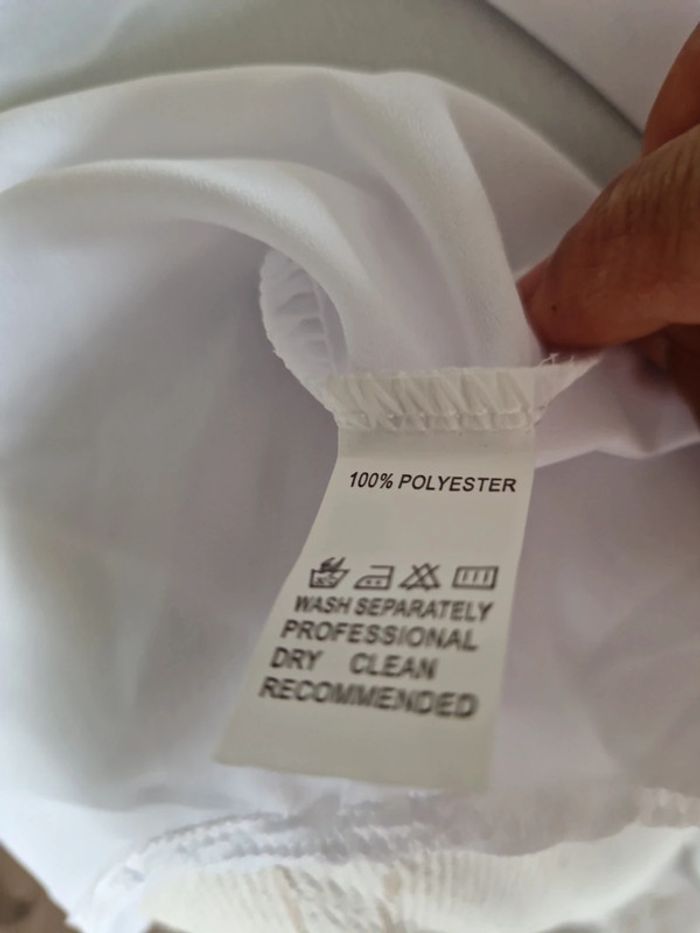 100% POLYESTER
WASH SEPARATELY
PROFESSIONAL
DRY CLEAN
RECOMMENDED